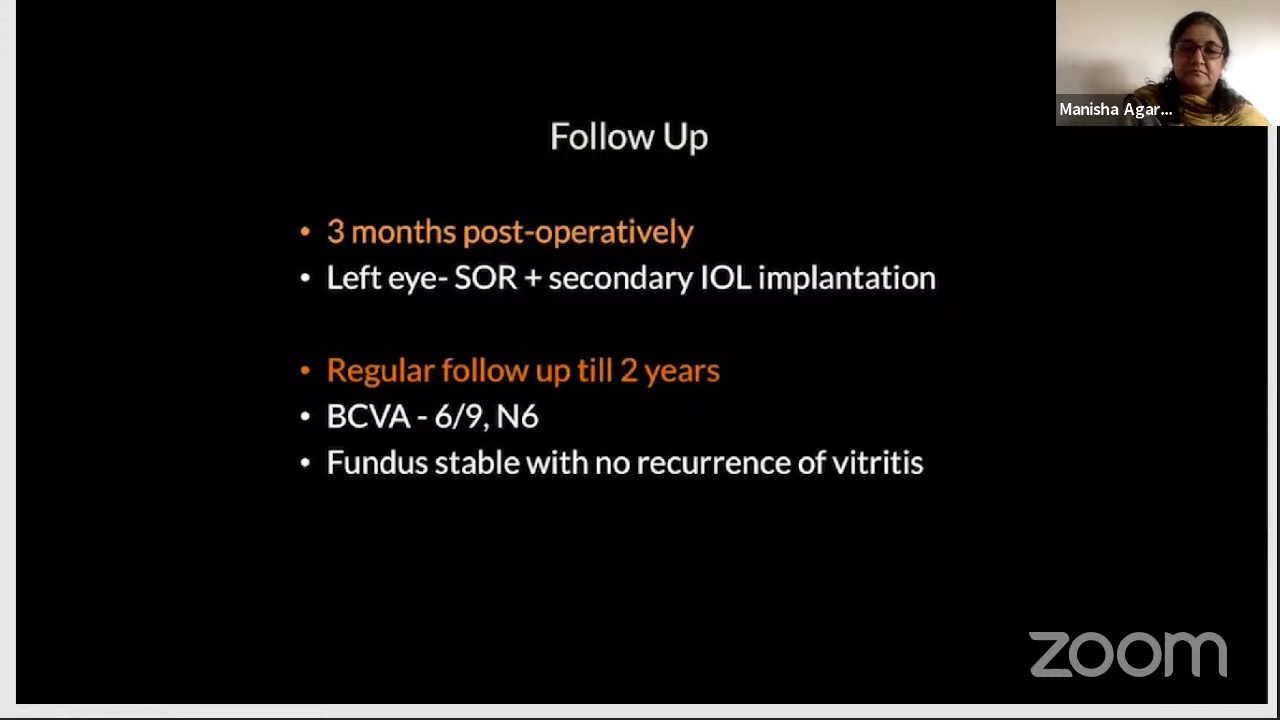 Manisha Agar...
Follow Up
• 3 months post-operatively
• Left eye- SOR + secondary IOL implantation
• Regular follow up till 2 years
• BCVA - 6/9, N6
• Fundus stable with no recurrence of vitritis
zoom